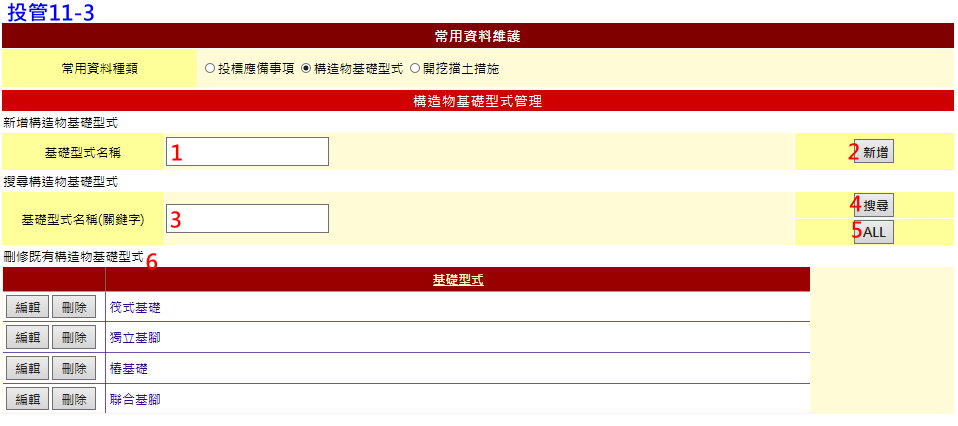 投管11-3
常用資料維護
常用資料種類 投標應備事項 構造物基礎型式 開挖擋土措施
構造物基礎型式管理
新增構造物基礎型式
基礎型式名稱 1 2 新增
搜尋構造物基礎型式
基礎型式名稱(關鍵字) 3 4 搜尋
5 ALL
刪修既有構造物基礎型式 6
基礎型式
編輯 刪除 筏式基礎
編輯 刪除 獨立基腳
編輯 刪除 樁基礎
編輯 刪除 聯合基腳